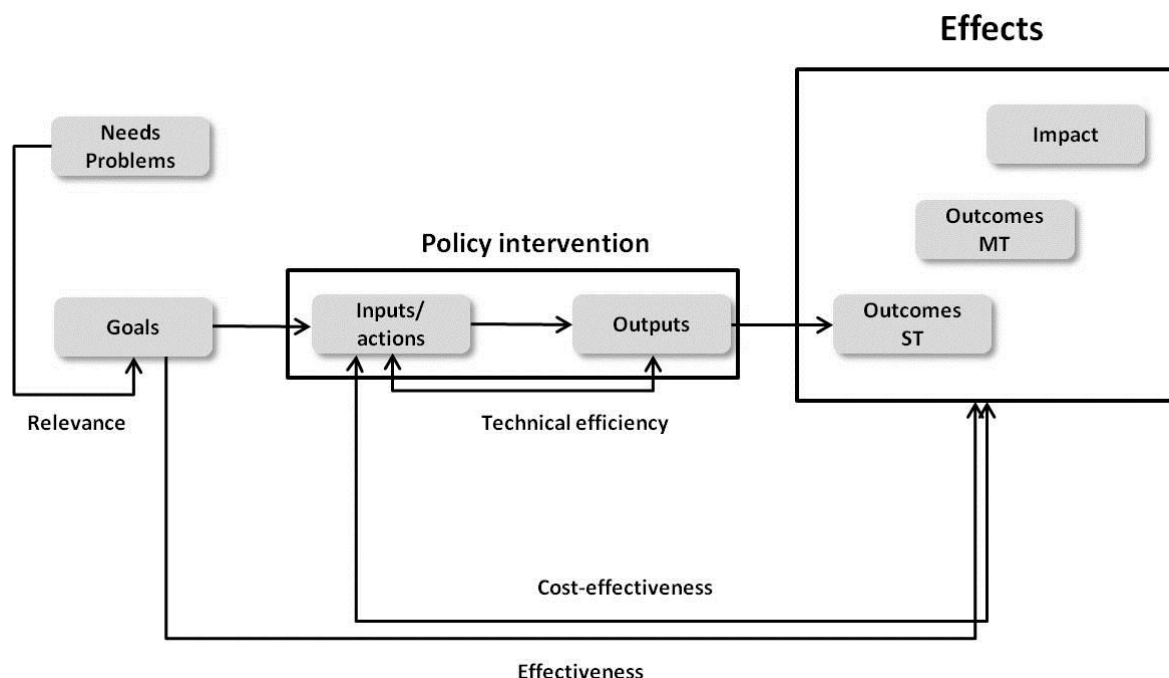 Effects
Needs
Problems
Impact
Outcomes
MT
Policy intervention
Goals
Inputs/
actions
Outputs
Outcomes
ST
Relevance
Technical efficiency
Cost-effectiveness
Effectiveness